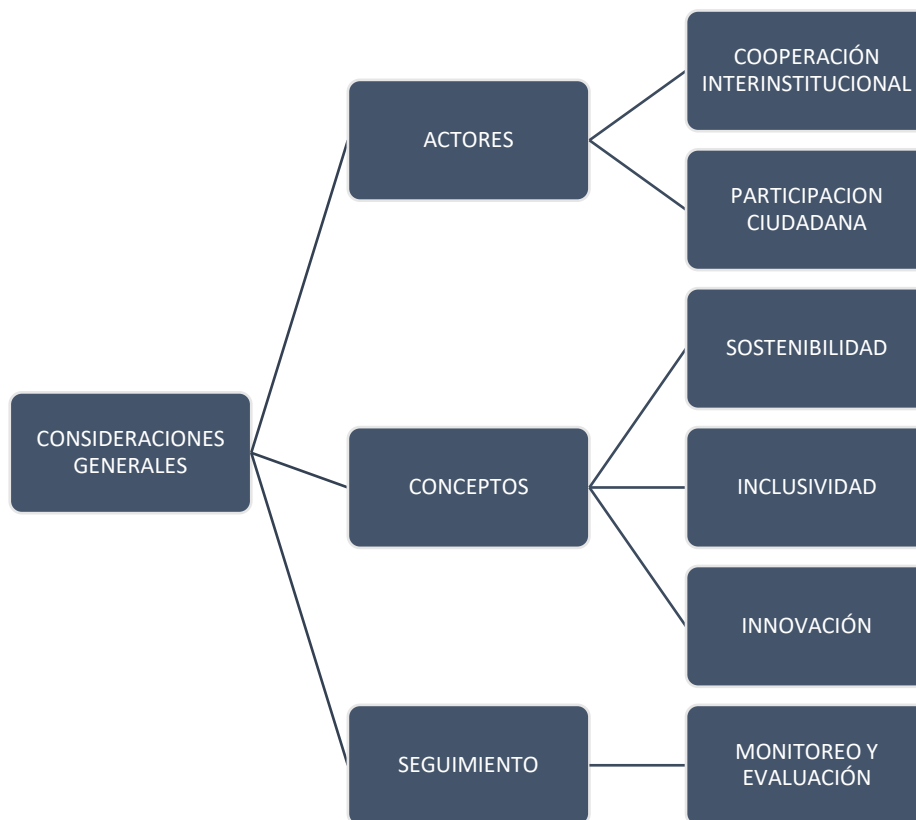 COOPERACIÓN
INTERINSTITUCIONAL
ACTORES
PARTICIPACION
CIUDADANA
SOSTENIBILIDAD
CONSIDERACIONES
GENERALES
CONCEPTOS
INCLUSIVIDAD
INNOVACIÓN
SEGUIMIENTO
MONITOREO Y
EVALUACIÓN